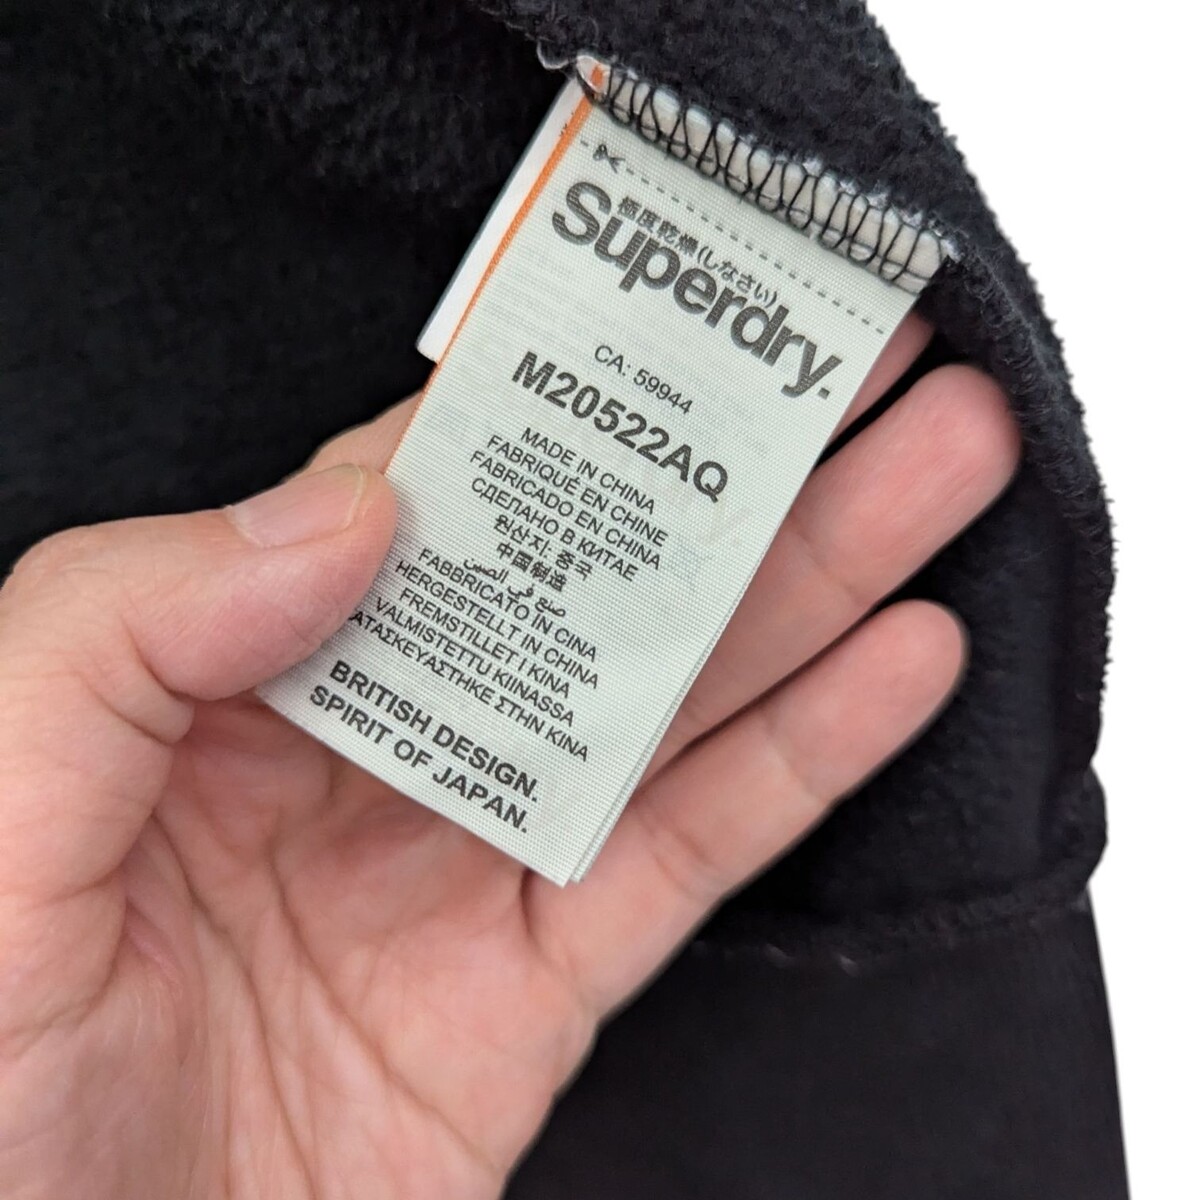 極度乾燥(しなさい)
Superdry.
CA: 59944
M20522AQ
MADE IN CHINA
FABRIQUÉ EN CHINE
FABRICADO EN CHINA
СДЕЛАНО В КИТАЕ
원산지: 중국
中国制造
صنع في الصين
FABBRICATO IN CINA
HERGESTELLT IN CHINA
FREMSTILLET I KINA
VALMISTETTU KIINASSA
ΑΤΑΣΚΕΥΑΣΤΗΚΕ ΣΤΗΝ ΚΙΝΑ
BRITISH DESIGN.
SPIRIT OF JAPAN.